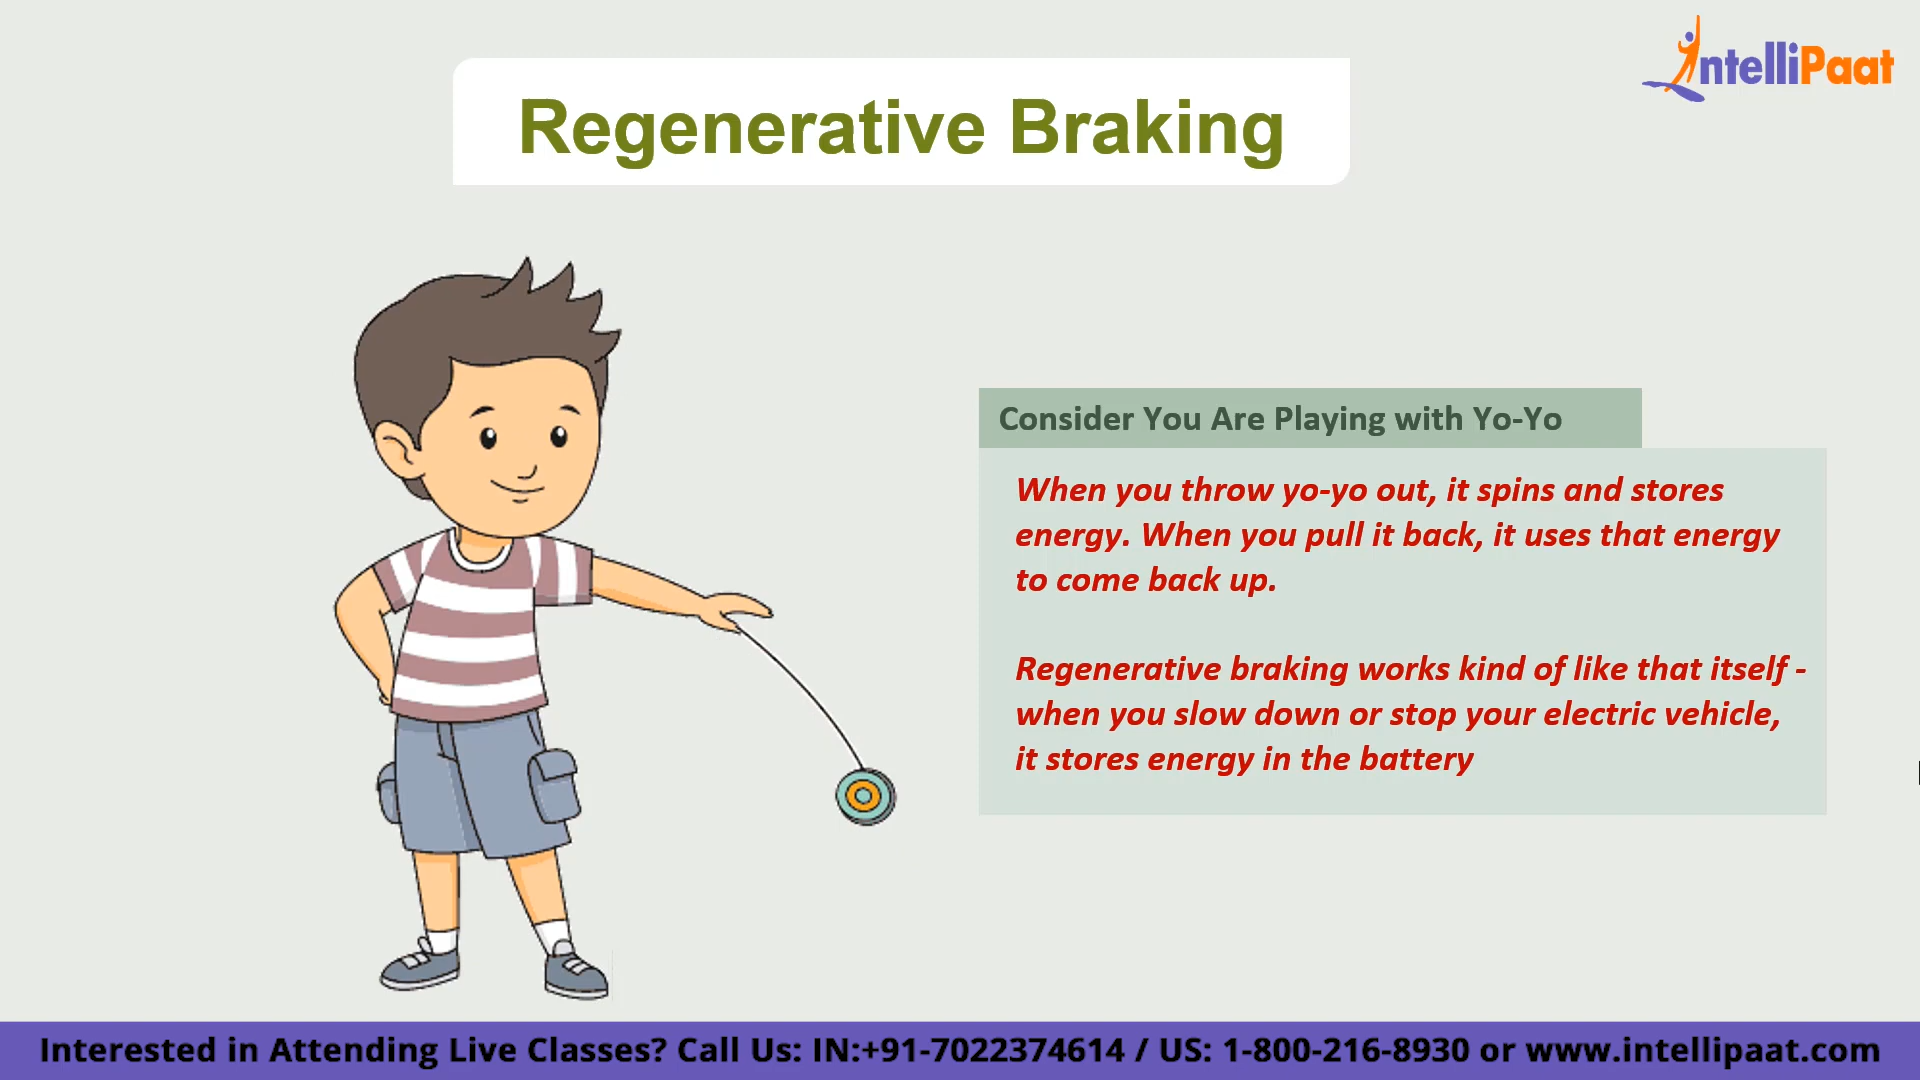 IntelliPaat
Regenerative Braking
Consider You Are Playing with Yo-Yo
When you throw yo-yo out, it spins and stores
energy. When you pull it back, it uses that energy
to come back up.
Regenerative braking works kind of like that itself -
when you slow down or stop your electric vehicle,
it stores energy in the battery
Interested in Attending Live Classes? Call Us: IN:+91-7022374614 / US: 1-800-216-8930 or www.intellipaat.com